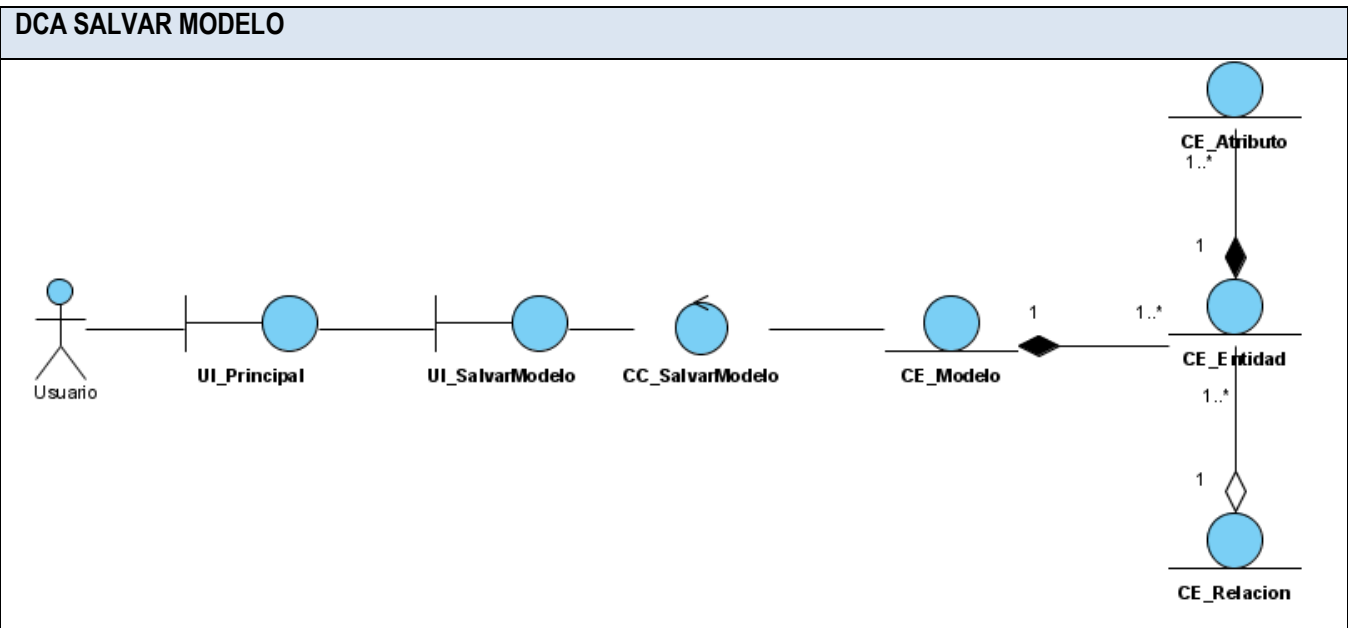 DCA SALVAR MODELO
CE_Atributo
1..*
1
1
1..*
CE_Entidad
UI_Principal
UI_SalvarModelo
CC_SalvarModelo
CE_Modelo
Usuario
1..*
1
CE_Relacion